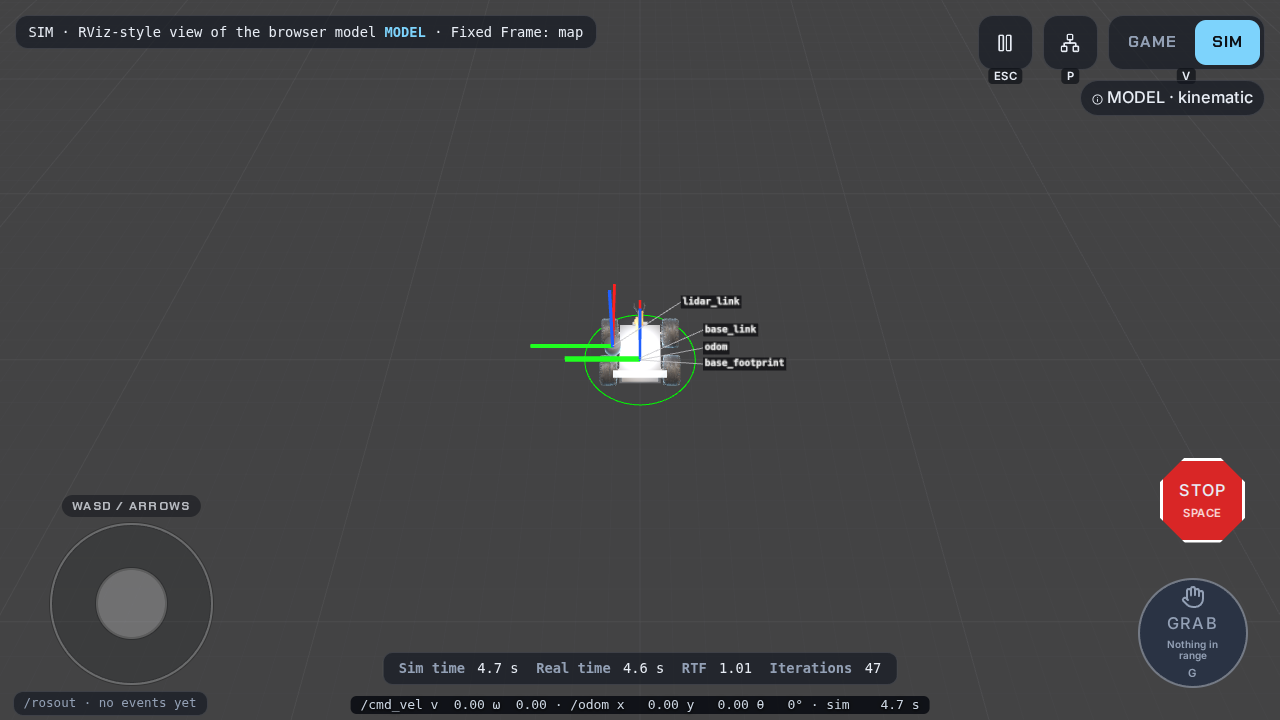 SIM · RViz-style view of the browser model MODEL · Fixed Frame: map
GAME SIM
ESC P V
MODEL · kinematic
lidar_link
base_link
odom
base_footprint
WASD / ARROWS
STOP
SPACE
GRAB
Nothing in
range
G
Sim time 4.7 s Real time 4.6 s RTF 1.01 Iterations 47
/rosout · no events yet
/cmd_vel v 0.00 ω 0.00 · /odom x 0.00 y 0.00 θ 0° · sim 4.7 s